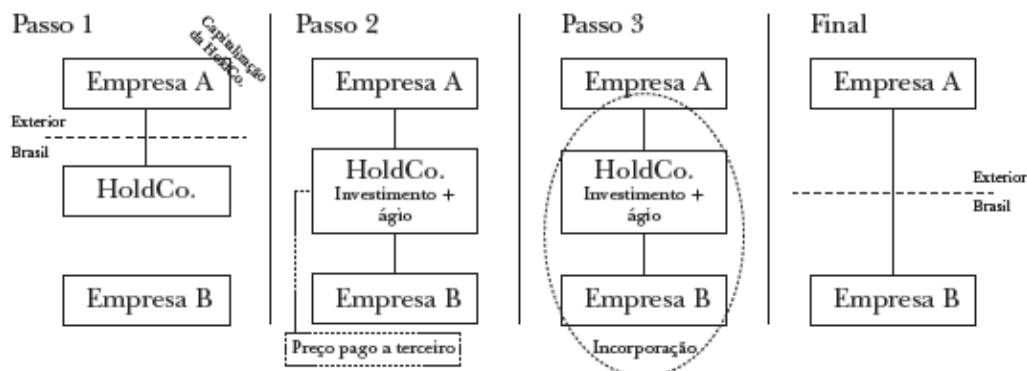 Passo 1
Capitalização
da HoldCo.
Empresa A
Exterior
Brasil
HoldCo.
Empresa B
Passo 2
Empresa A
HoldCo.
Investimento +
ágio
Empresa B
Preço pago a terceiro
Passo 3
Empresa A
HoldCo.
Investimento +
ágio
Empresa B
Incorporação
Final
Empresa A
Exterior
Brasil
Empresa B